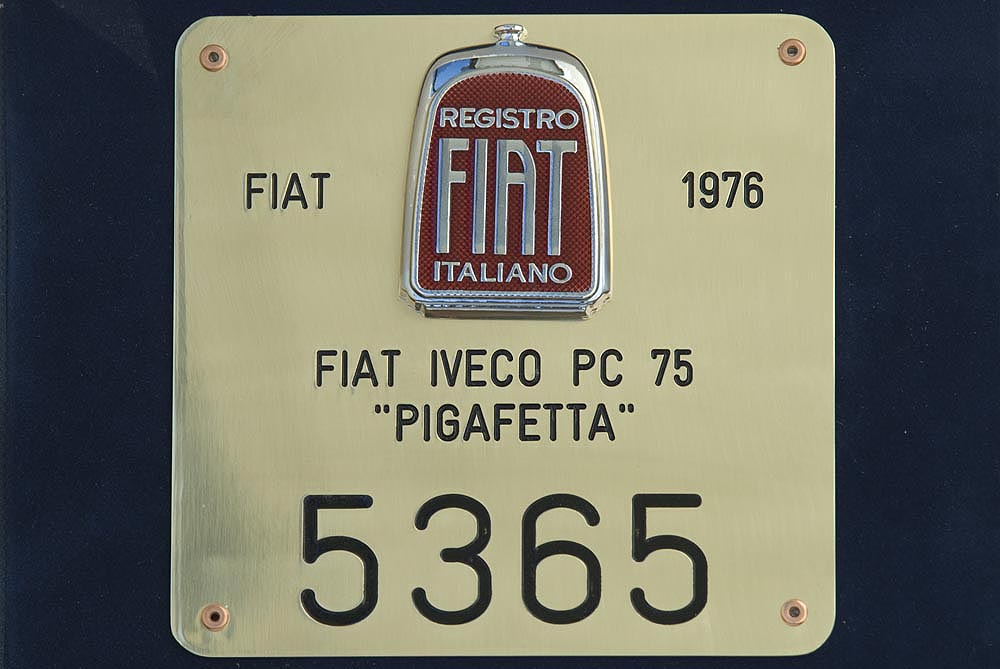 REGISTRO
FIAT
ITALIANO
FIAT 1976
FIAT IVECO PC 75
"PIGAFETTA"
5365